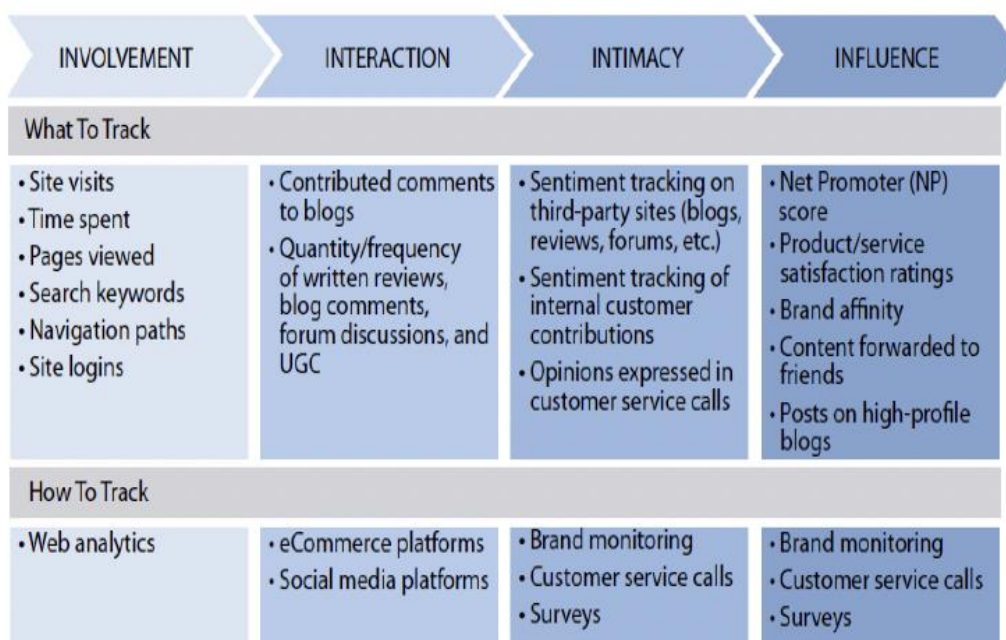 INVOLVEMENT
INTERACTION
INTIMACY
INFLUENCE
What To Track
• Site visits
• Time spent
• Pages viewed
• Search keywords
• Navigation paths
• Site logins
• Contributed comments
to blogs
• Quantity/frequency
of written reviews,
blog comments,
forum discussions, and
UGC
• Sentiment tracking on
third-party sites (blogs,
reviews, forums, etc.)
• Sentiment tracking of
internal customer
contributions
• Opinions expressed in
customer service calls
• Net Promoter (NP)
score
• Product/service
satisfaction ratings
• Brand affinity
• Content forwarded to
friends
• Posts on high-profile
blogs
How To Track
• Web analytics
• eCommerce platforms
• Social media platforms
• Brand monitoring
• Customer service calls
• Surveys
• Brand monitoring
• Customer service calls
• Surveys